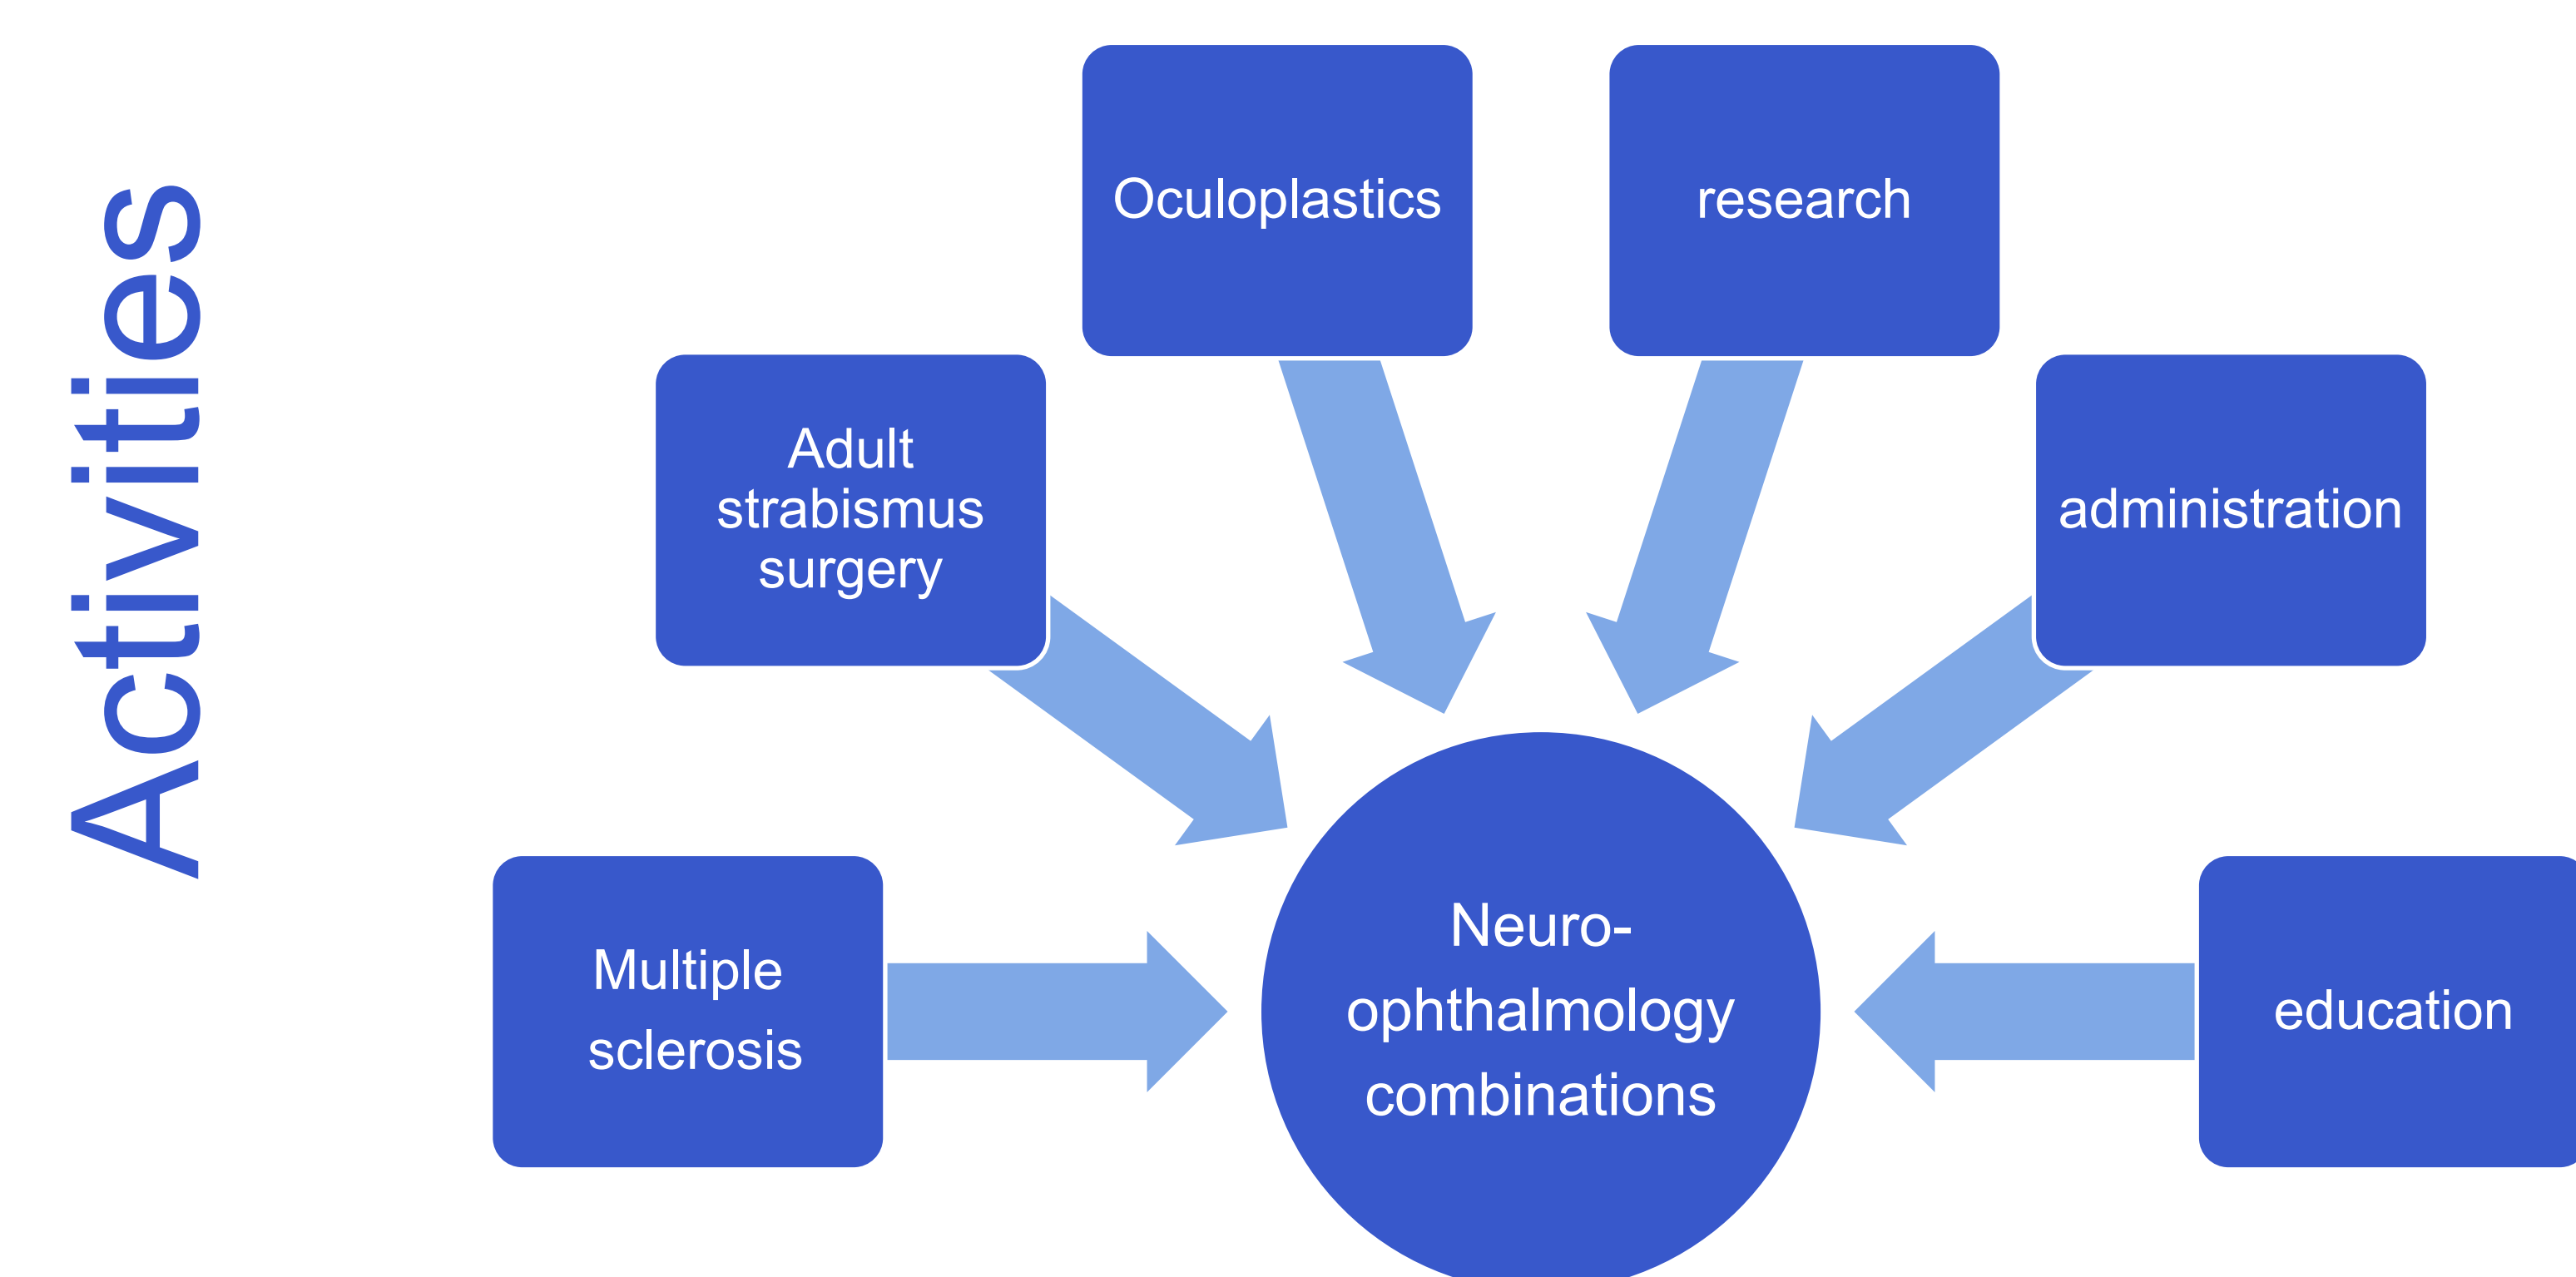 Activities
Oculoplastics
research
Adult
strabismus
surgery
administration
Multiple
sclerosis
Neuro-
ophthalmology
combinations
education